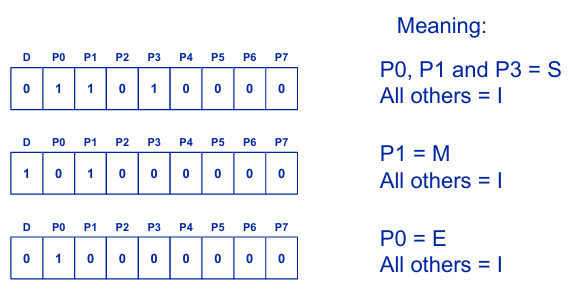 Meaning:
D P0 P1 P2 P3 P4 P5 P6 P7
0 1 1 0 1 0 0 0 0
P0, P1 and P3 = S
All others = I
D P0 P1 P2 P3 P4 P5 P6 P7
1 0 1 0 0 0 0 0 0
P1 = M
All others = I
D P0 P1 P2 P3 P4 P5 P6 P7
0 1 0 0 0 0 0 0 0
P0 = E
All others = I